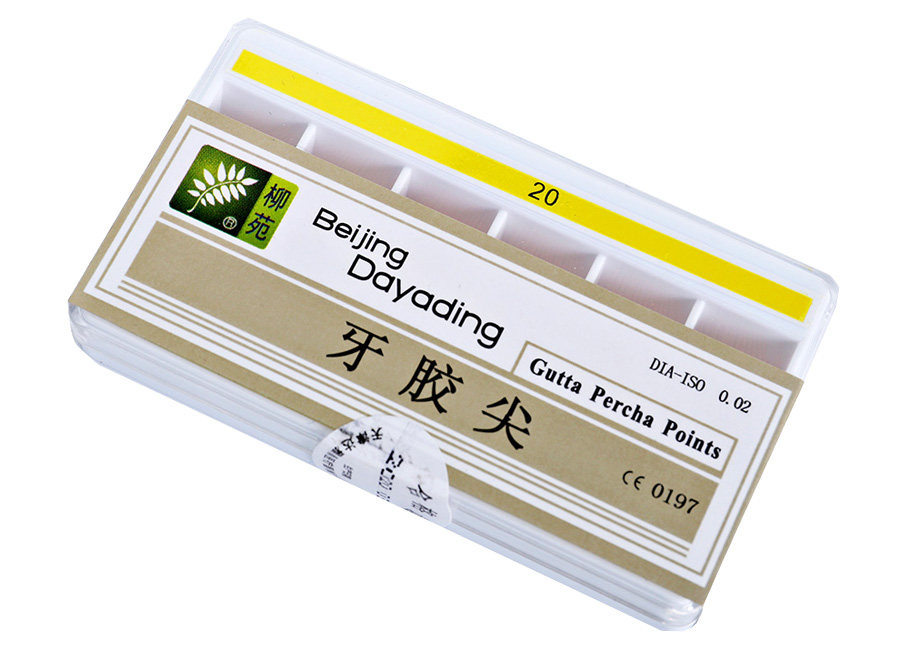 20
柳苑
®
Beijing
Dayading
牙胶尖
DIA-ISO 0.02
Gutta Percha Points
CE 0197